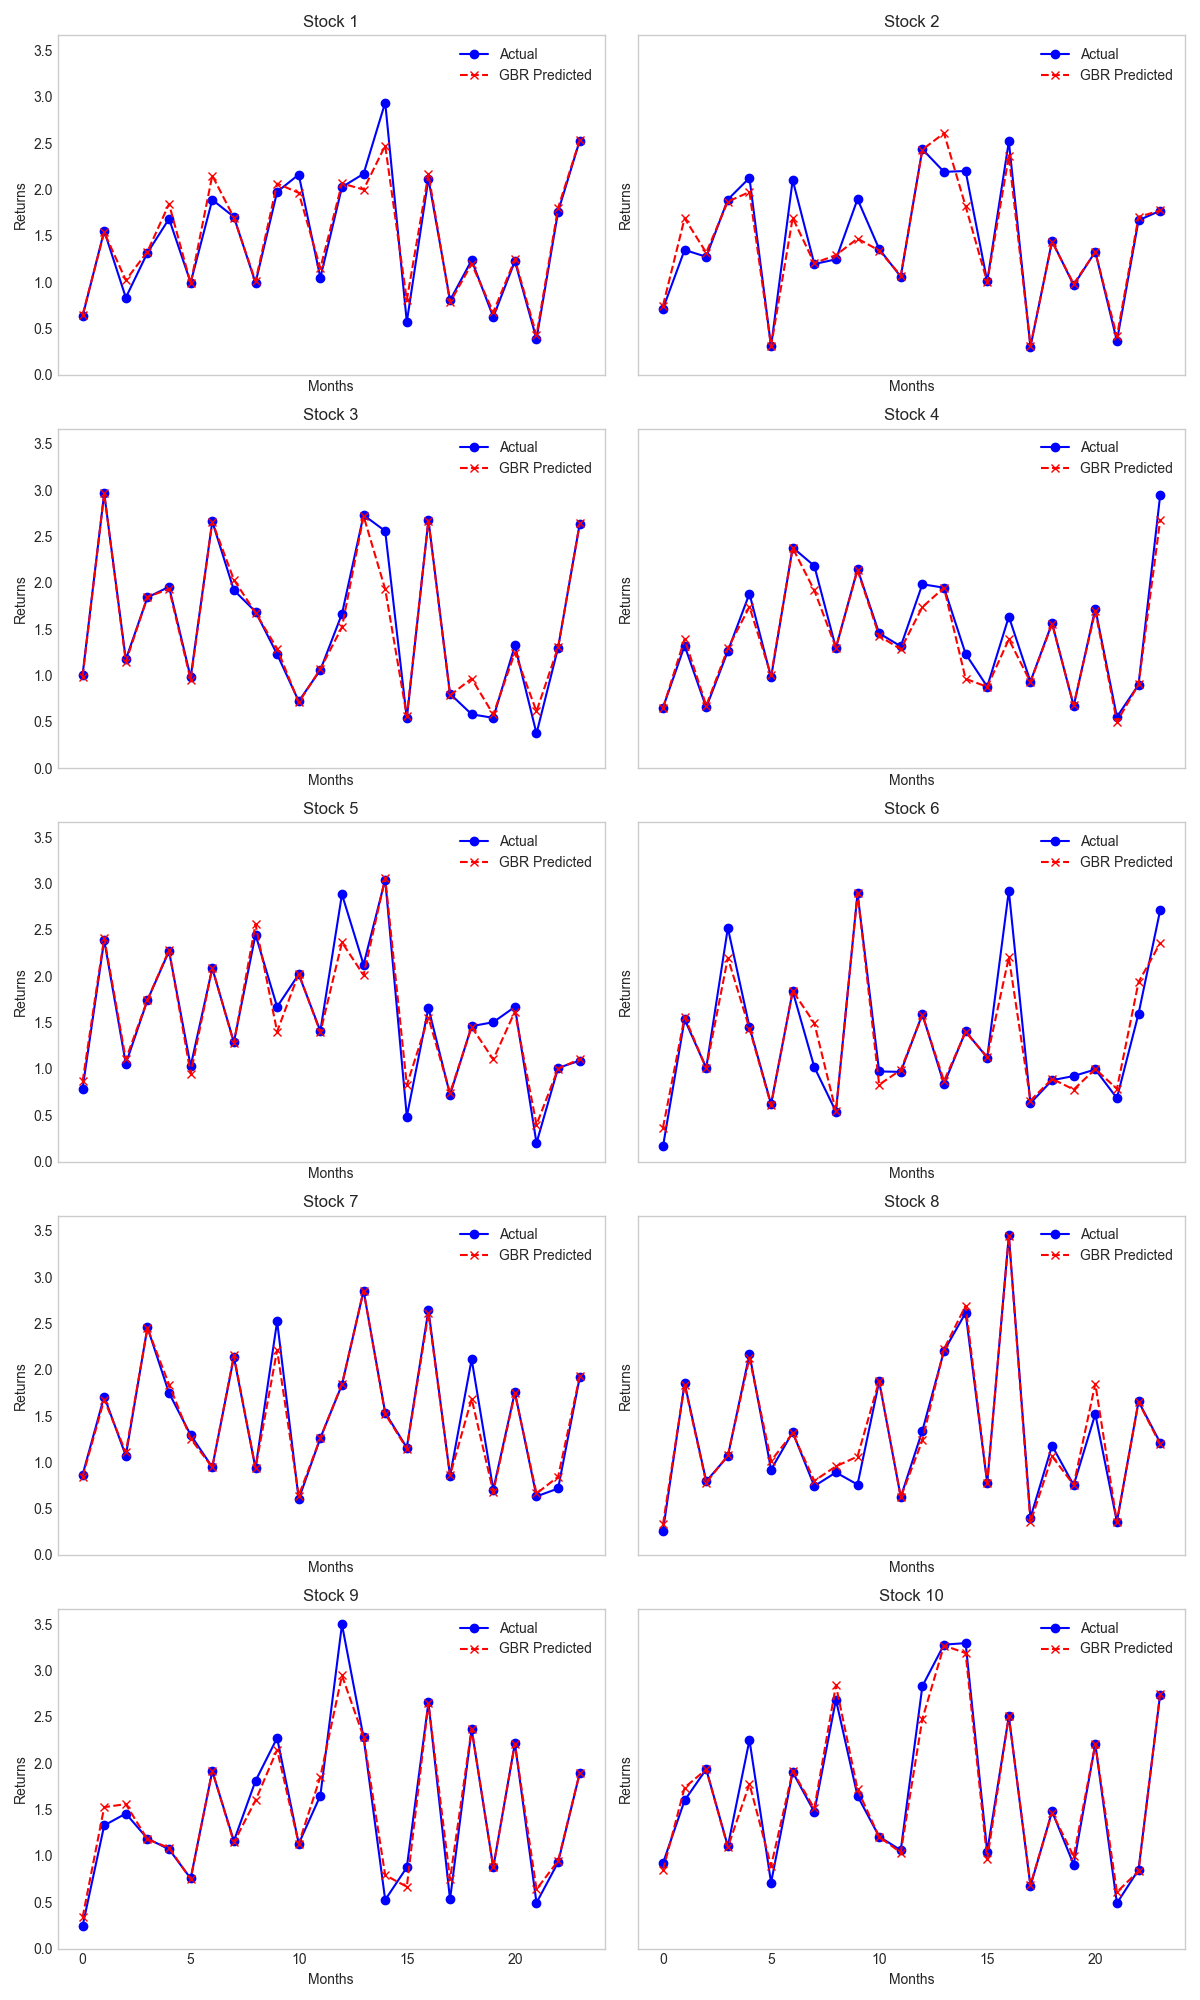 Stock 1
3.5
3.0
2.5
2.0
1.5
1.0
0.5
0.0
Returns
Months
Actual
GBR Predicted
Stock 2
Returns
Months
Actual
GBR Predicted
Stock 3
3.5
3.0
2.5
2.0
1.5
1.0
0.5
0.0
Returns
Months
Actual
GBR Predicted
Stock 4
Returns
Months
Actual
GBR Predicted
Stock 5
3.5
3.0
2.5
2.0
1.5
1.0
0.5
0.0
Returns
Months
Actual
GBR Predicted
Stock 6
Returns
Months
Actual
GBR Predicted
Stock 7
3.5
3.0
2.5
2.0
1.5
1.0
0.5
0.0
Returns
Months
Actual
GBR Predicted
Stock 8
Returns
Months
Actual
GBR Predicted
Stock 9
3.5
3.0
2.5
2.0
1.5
1.0
0.5
0.0
Returns
0 5 10 15 20
Months
Actual
GBR Predicted
Stock 10
Returns
0 5 10 15 20
Months
Actual
GBR Predicted